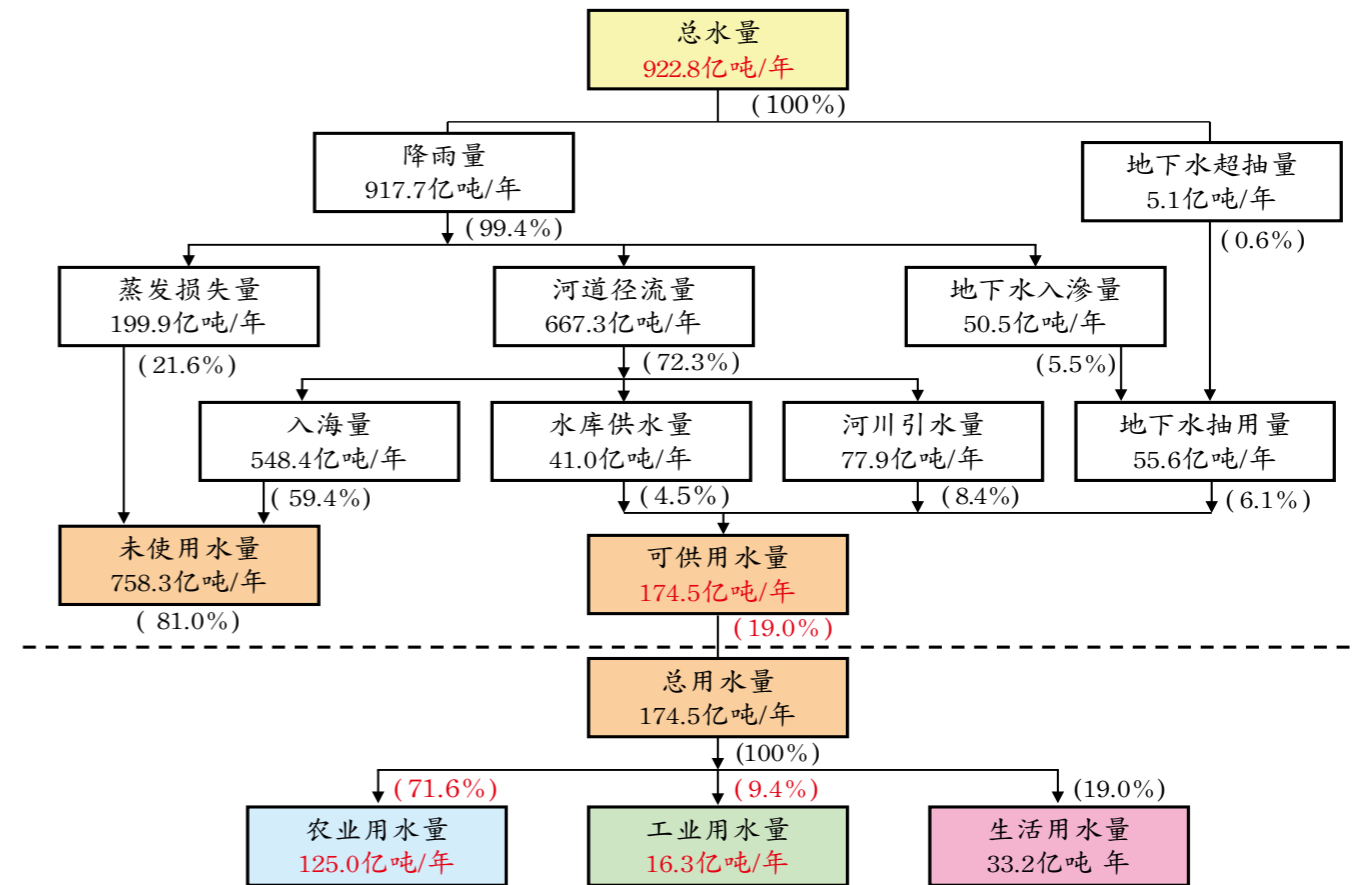 总水量
922.8亿吨/年
(100%)
降雨量
917.7亿吨/年
(99.4%)
地下水超抽量
5.1亿吨/年
(0.6%)
蒸发损失量
199.9亿吨/年
(21.6%)
河道径流量
667.3亿吨/年
(72.3%)
地下水入滲量
50.5亿吨/年
(5.5%)
入海量
548.4亿吨/年
(59.4%)
水库供水量
41.0亿吨/年
(4.5%)
河川引水量
77.9亿吨/年
(8.4%)
地下水抽用量
55.6亿吨/年
(6.1%)
未使用水量
758.3亿吨/年
( 81.0%)
可供用水量
174.5亿吨/年
(19.0%)
总用水量
174.5亿吨/年
(100%)
(71.6%)
农业用水量
125.0亿吨/年
(9.4%)
工业用水量
16.3亿吨/年
(19.0%)
生活用水量
33.2亿吨 年